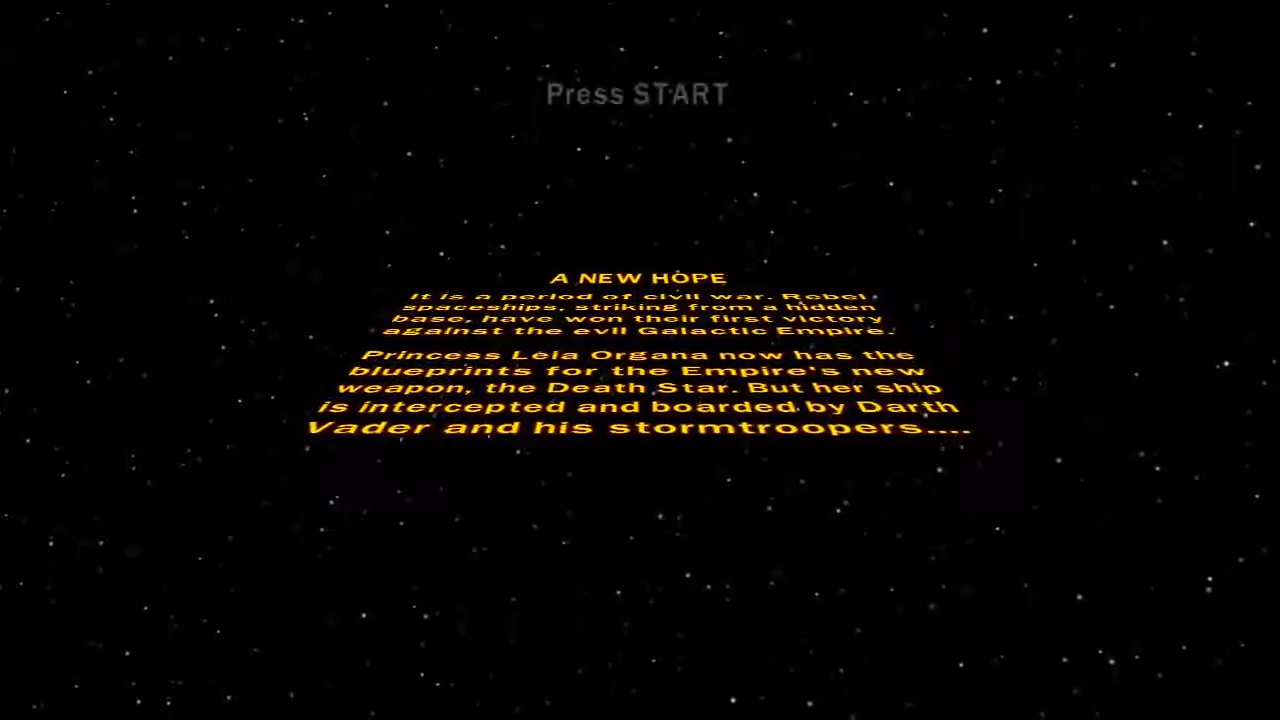 Press START
A NEW HOPE
It is a period of civil war. Rebel
spaceships, striking from a hidden
base, have won their first victory
against the evil Galactic Empire.
Princess Leia Organa now has the
blueprints for the Empire's new
weapon, the Death Star. But her ship
is intercepted and boarded by Darth
Vader and his stormtroopers....